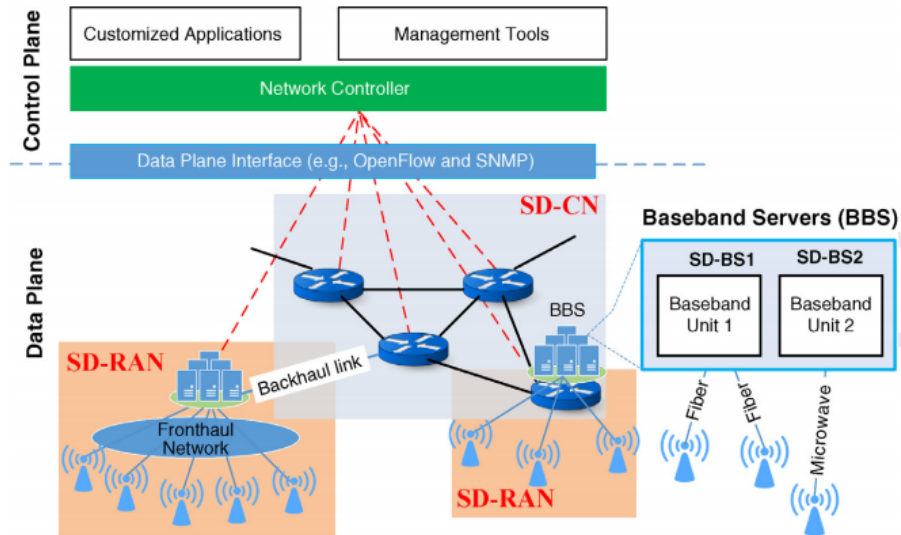 Control Plane
Customized Applications
Management Tools
Network Controller
Data Plane Interface (e.g., OpenFlow and SNMP)
Data Plane
SD-CN
SD-RAN
Backhaul link
Fronthaul
Network
BBS
SD-RAN
Baseband Servers (BBS)
SD-BS1
SD-BS2
Baseband
Unit 1
Baseband
Unit 2
Fiber
Fiber
Microwave